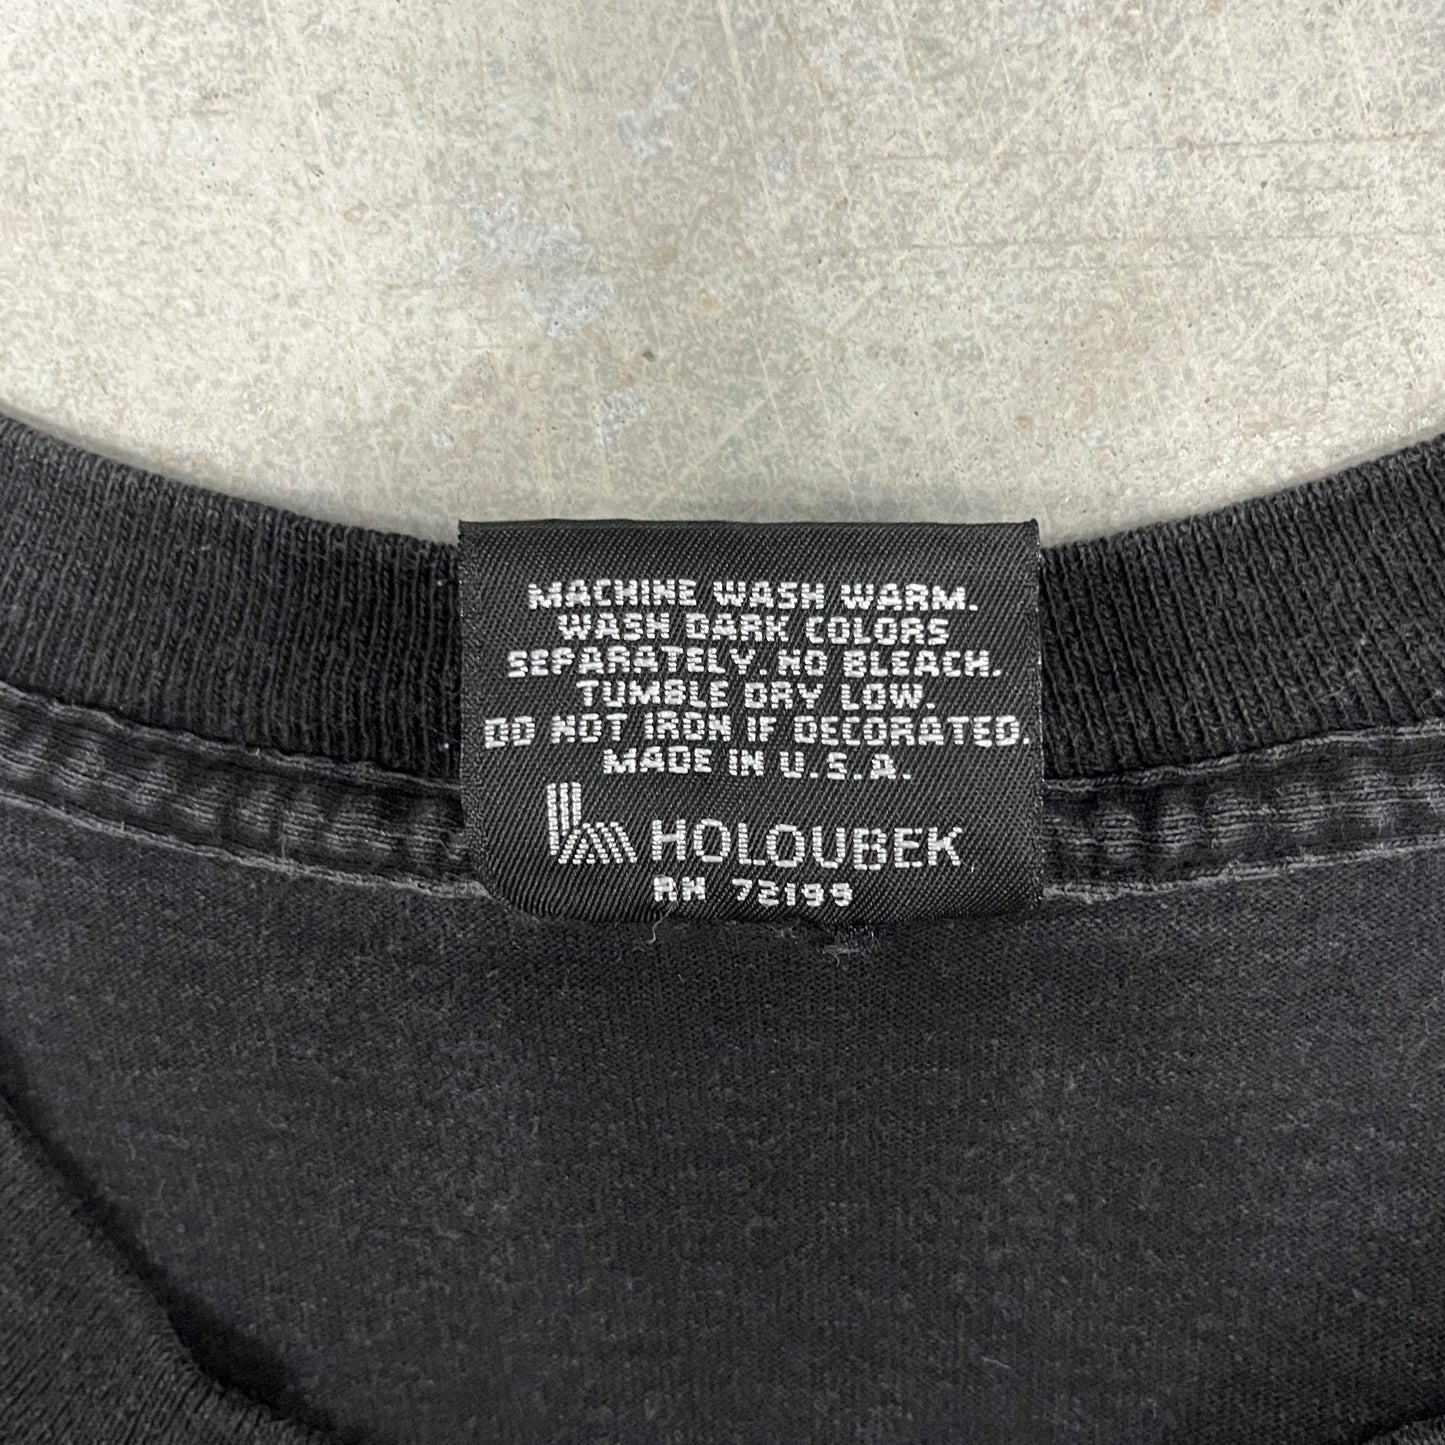 MACHINE WASH WARM.
WASH DARK COLORS
SEPARATELY. NO BLEACH.
TUMBLE DRY LOW.
DO NOT IRON IF DECORATED.
MADE IN U.S.A.
HOLOUBEK
RN 72199